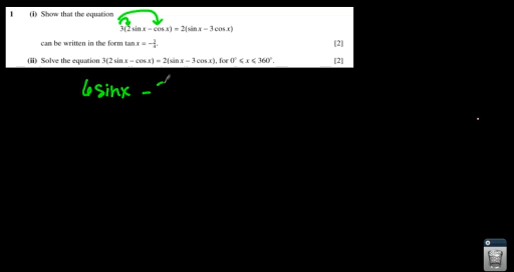 1 (i) Show that the equation
3(2 sin x − cos x) = 2(sin x − 3 cos x)
can be written in the form tan x = −3/4. [2]
(ii) Solve the equation 3(2 sin x − cos x) = 2(sin x − 3 cos x), for 0° ⩽ x ⩽ 360°. [2]
6 sinx -